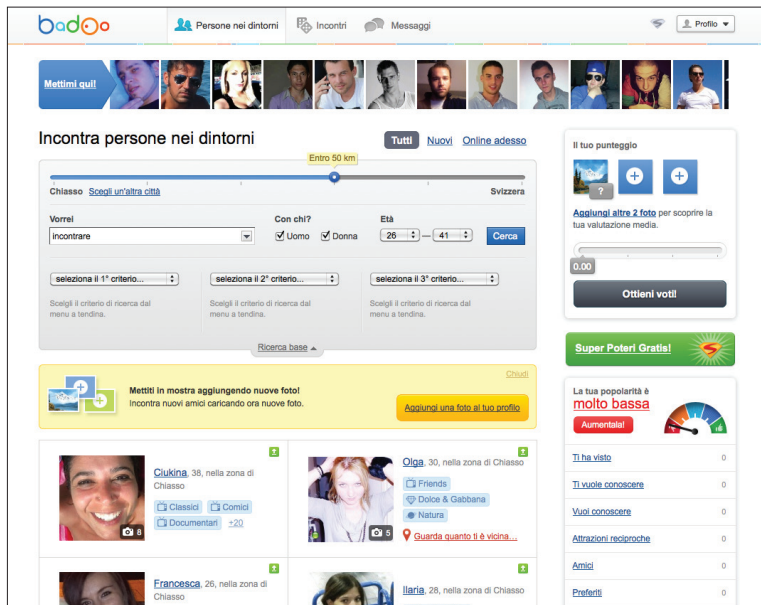 badoo
Persone nei dintorni
Incontri
Messaggi
Profilo
Mettimi qui!
Incontra persone nei dintorni
Tutti Nuovi Online adesso
Entro 50 km
Chiasso Scegli un'altra città
Svizzera
Vorrei
Con chi?
Età
incontrare
Uomo Donna
26 — 41
Cerca
seleziona il 1° criterio...
seleziona il 2° criterio...
seleziona il 3° criterio...
Scegli il criterio di ricerca dal
menu a tendina.
Scegli il criterio di ricerca dal
menu a tendina.
Scegli il criterio di ricerca dal
menu a tendina.
Ricerca base
Chiudi
Mettiti in mostra aggiungendo nuove foto!
Incontra nuovi amici caricando ora nuove foto.
Aggiungi una foto al tuo profilo
Ciukina, 38, nella zona di
Chiasso
Classici Comici
Documentari +20
8
Olga, 30, nella zona di Chiasso
Friends
Dolce & Gabbana
Natura
Guarda quanto ti è vicina...
5
Francesca, 26, nella zona di
Chiasso
Ilaria, 28, nella zona di Chiasso
Il tuo punteggio
?
Aggiungi altre 2 foto per scoprire la
tua valutazione media.
0.00
Ottieni voti!
Super Poteri Gratis!
La tua popolarità è
molto bassa
Aumentala!
Ti ha visto 0
Ti vuole conoscere 0
Vuoi conoscere 0
Attrazioni reciproche 0
Amici 0
Preferiti 0